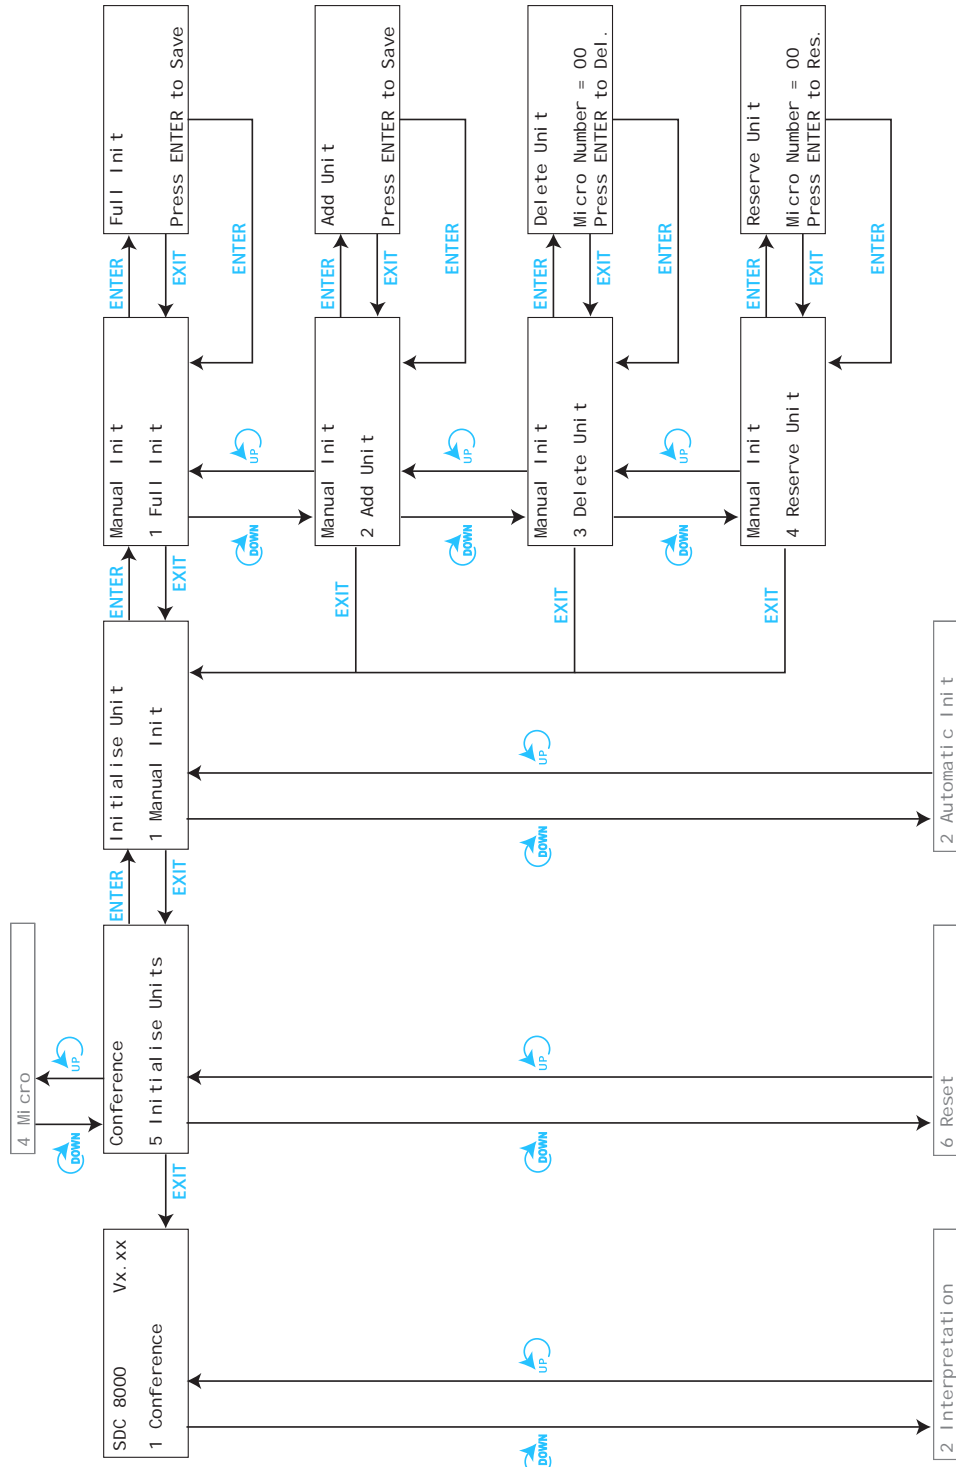 4 Micro
DOWN
UP
SDC 8000 Vx.xx
1 Conference
EXIT
Conference
5 Initialise Units
ENTER
EXIT
Initialise Unit
1 Manual Init
ENTER
EXIT
Manual Init
1 Full Init
ENTER
EXIT
Full Init
Press ENTER to Save
ENTER
DOWN
UP
EXIT
Manual Init
2 Add Unit
ENTER
EXIT
Add Unit
Press ENTER to Save
ENTER
DOWN
UP
EXIT
Manual Init
3 Delete Unit
ENTER
EXIT
Delete Unit
Micro Number = 00
Press ENTER to Del.
ENTER
DOWN
UP
EXIT
Manual Init
4 Reserve Unit
ENTER
EXIT
Reserve Unit
Micro Number = 00
Press ENTER to Res.
ENTER
DOWN
UP
DOWN
UP
DOWN
UP
2 Interpretation
6 Reset
2 Automatic Init